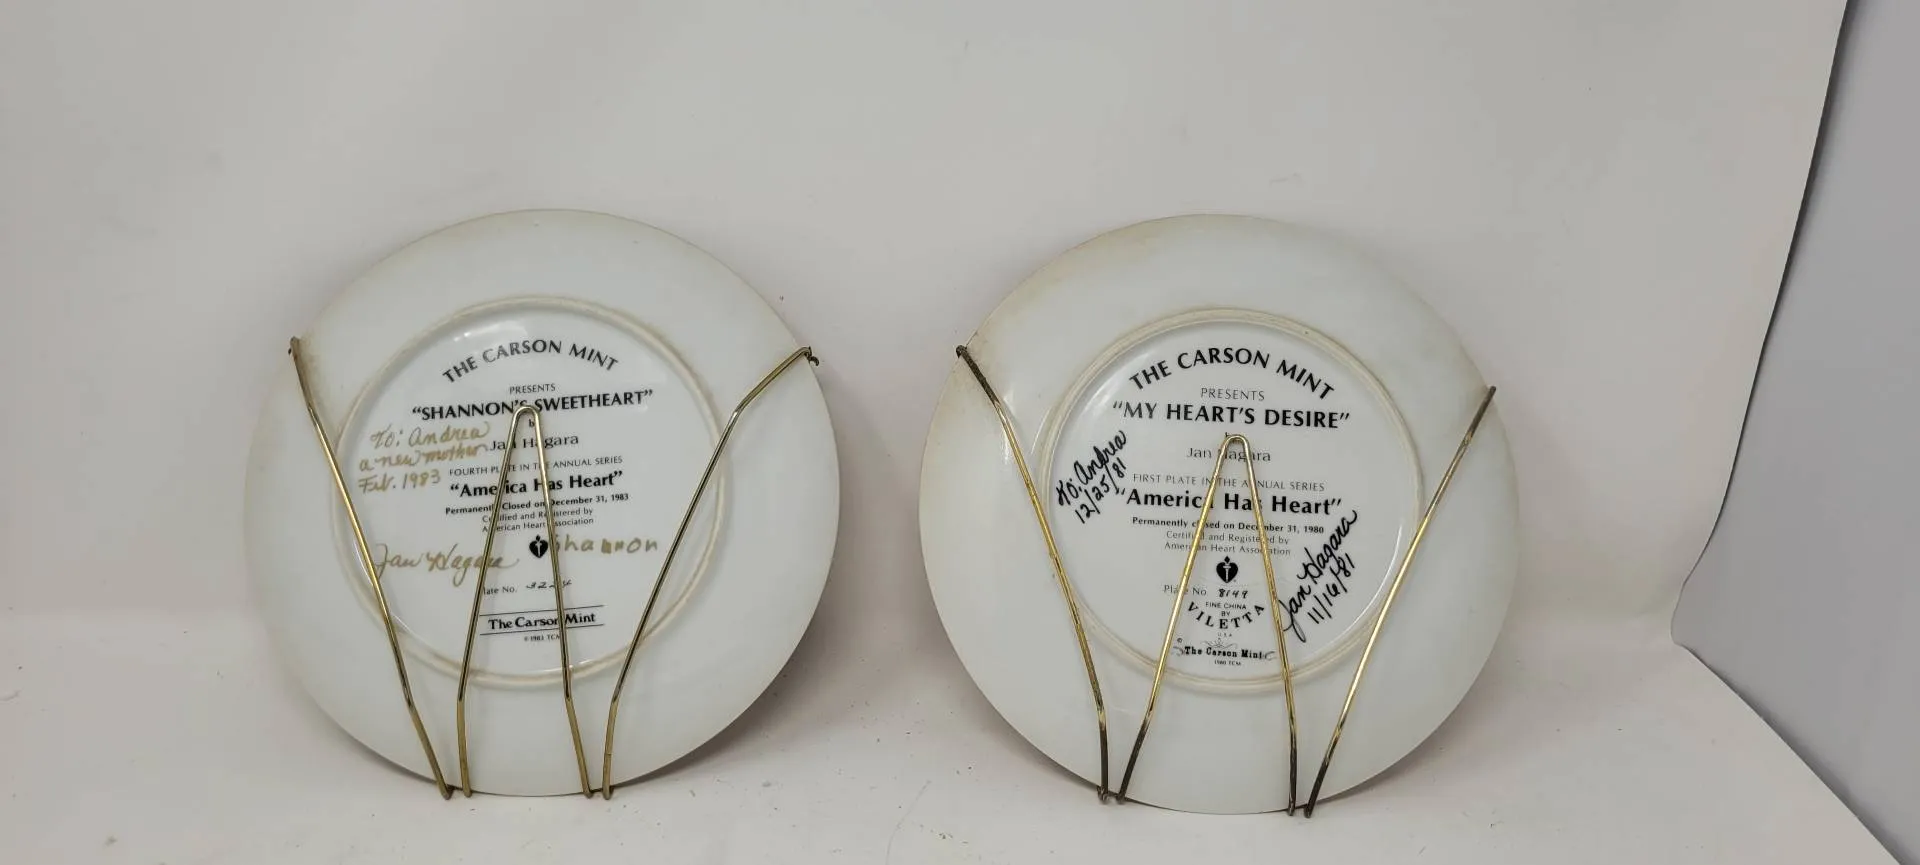 THE CARSON MINT
PRESENTS
"SHANNON'S SWEETHEART"
by
Jan Hagara
To: Andrea
a new mother
Feb. 1983
FOURTH PLATE IN THE ANNUAL SERIES
"America Has Heart"
Permanently Closed on December 31, 1983
Certified and Registered by
American Heart Association
Jan Hagara
Shannon
Plate No.
The Carson Mint
©1983 TCM
THE CARSON MINT
PRESENTS
"MY HEART'S DESIRE"
Jan Hagara
To: Andrea
12/25/81
FIRST PLATE IN THE ANNUAL SERIES
"America Has Heart"
Permanently closed on December 31, 1980
Certified and Registered by
American Heart Association
Plate No. 8149
FINE CHINA
BY
VILETTA
U.S.A.
©
The Carson Mint
1980 TCM
Jan Hagara
11/16/81